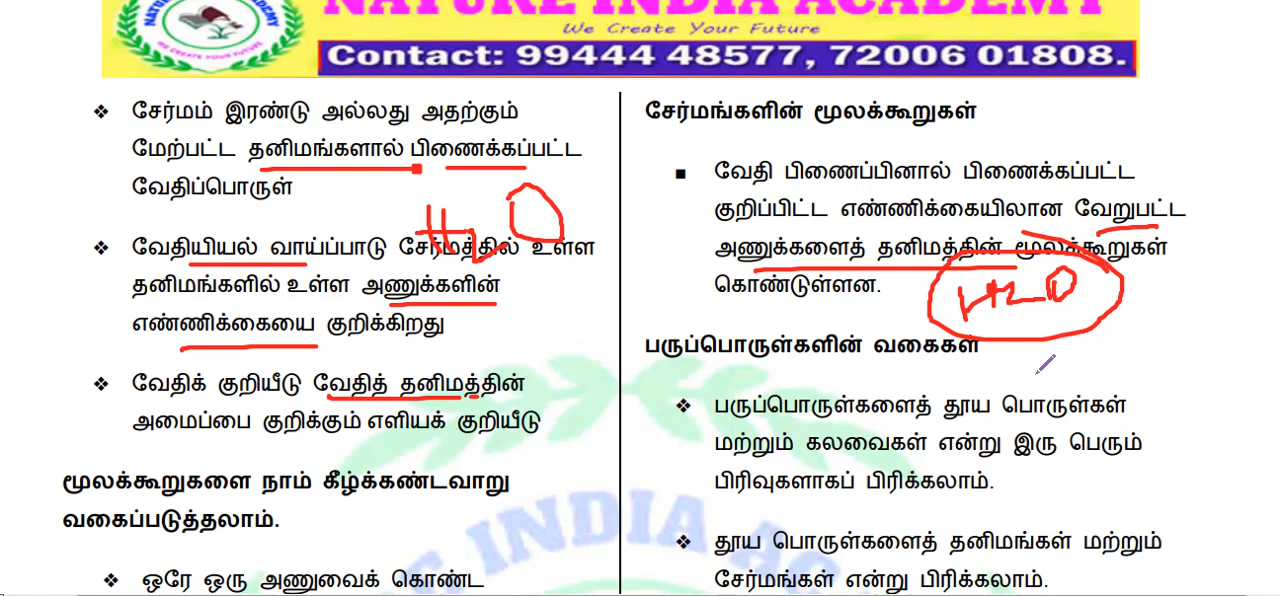 NATURE INDIA ACADEMY
We Create Your Future
Contact: 99444 48577, 72006 01808.
❖ சேர்மம் இரண்டு அல்லது அதற்கும்
மேற்பட்ட தனிமங்களால் பிணைக்கப்பட்ட
வேதிப்பொருள்
H2O
❖ வேதியியல் வாய்ப்பாடு சேர்மத்தில் உள்ள
தனிமங்களில் உள்ள அணுக்களின்
எண்ணிக்கையை குறிக்கிறது
❖ வேதிக் குறியீடு வேதித் தனிமத்தின்
அமைப்பை குறிக்கும் எளியக் குறியீடு
மூலக்கூறுகளை நாம் கீழ்க்கண்டவாறு
வகைப்படுத்தலாம்.
❖ ஒரே ஒரு அணுவைக் கொண்ட
சேர்மங்களின் மூலக்கூறுகள்
■ வேதி பிணைப்பினால் பிணைக்கப்பட்ட
குறிப்பிட்ட எண்ணிக்கையிலான வேறுபட்ட
அணுக்களைத் தனிமத்தின் மூலக்கூறுகள்
கொண்டுள்ளன.
H2O
பருப்பொருள்களின் வகைகள்
❖ பருப்பொருள்களைத் தூய பொருள்கள்
மற்றும் கலவைகள் என்று இரு பெரும்
பிரிவுகளாகப் பிரிக்கலாம்.
❖ தூய பொருள்களைத் தனிமங்கள் மற்றும்
சேர்மங்கள் என்று பிரிக்கலாம்.